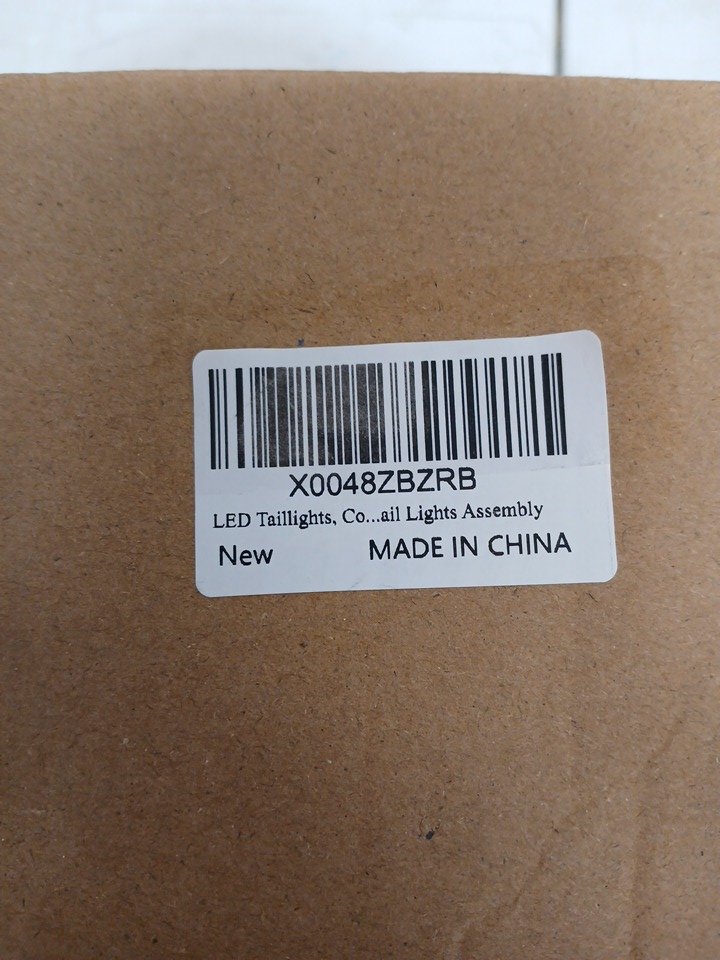 X0048ZBZRB
LED Taillights, Co...ail Lights Assembly
New MADE IN CHINA